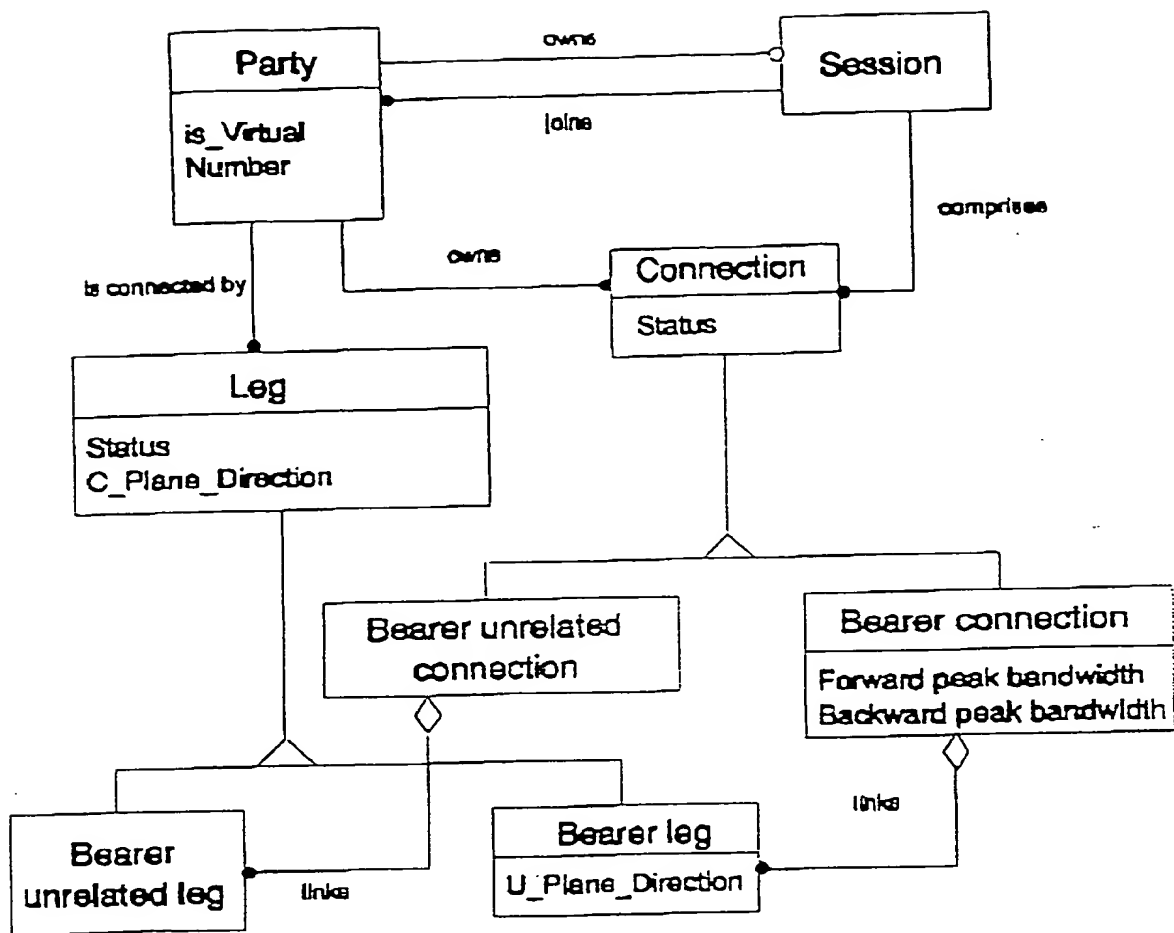 owns
Party
Session
is_Virtual
Number
joins
comprises
owns
Connection
is connected by
Status
Leg
Status
C_Plane_Direction
Bearer unrelated
connection
Bearer connection
Forward peak bandwidth
Backward peak bandwidth
links
Bearer leg
Bearer
unrelated leg
U_Plane_Direction
links